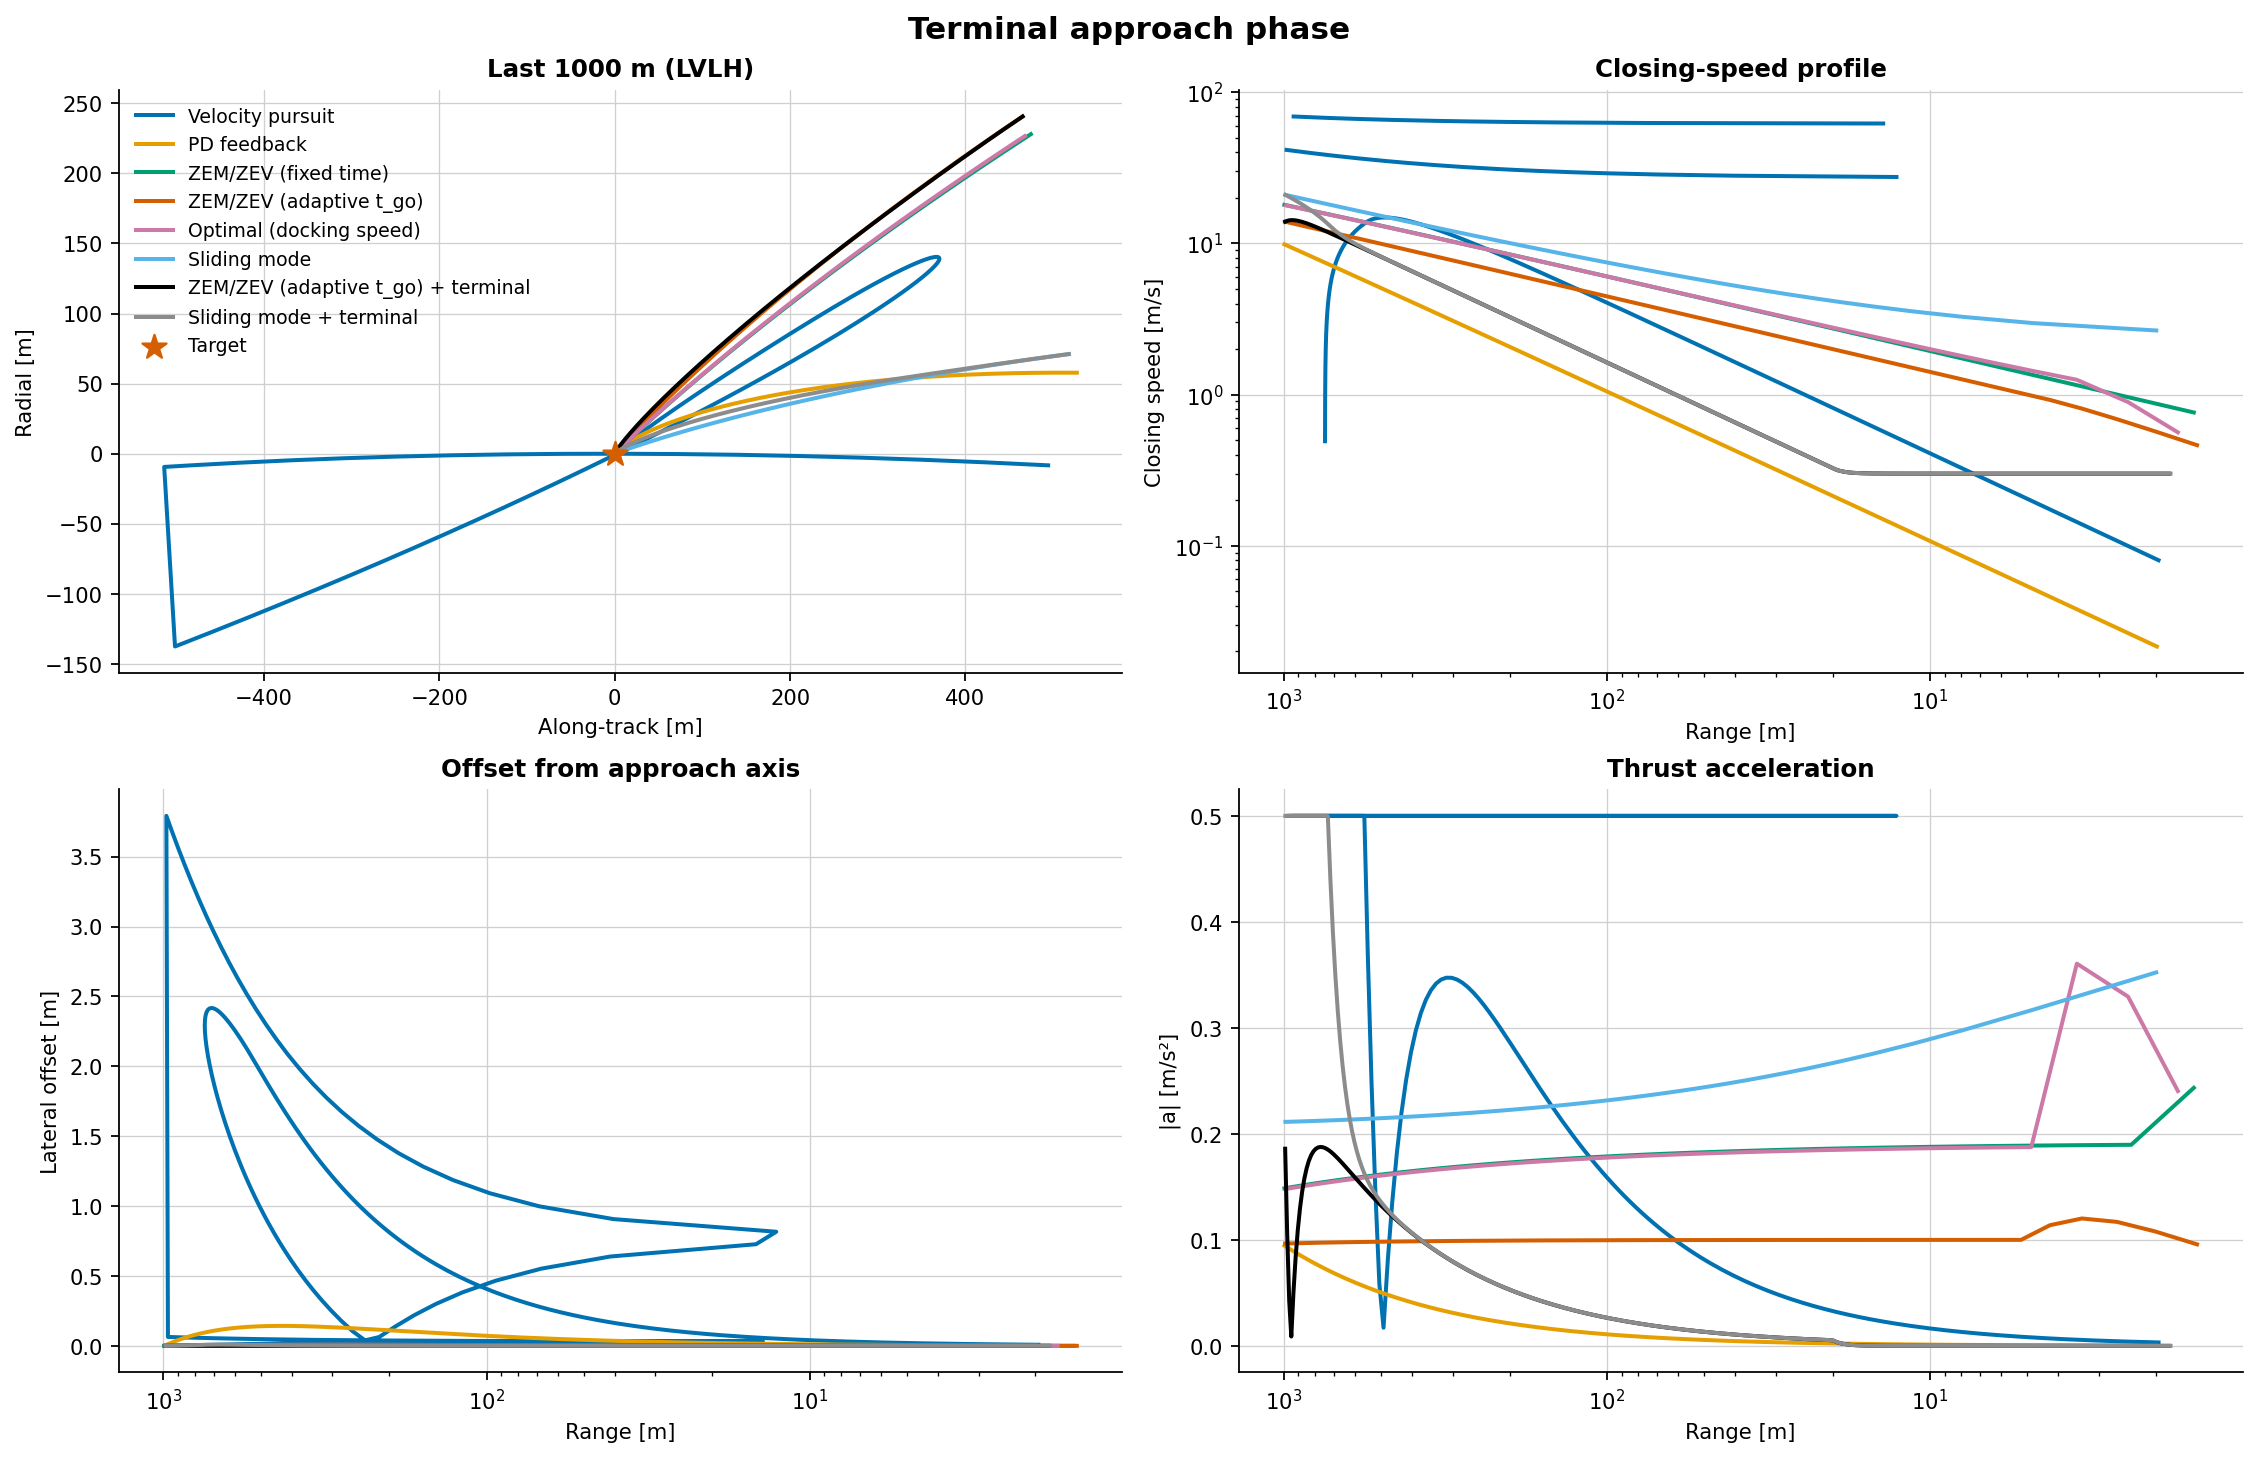 Terminal approach phase
Last 1000 m (LVLH)
250
200
150
100
50
0
−50
−100
−150
Radial [m]
Velocity pursuit
PD feedback
ZEM/ZEV (fixed time)
ZEM/ZEV (adaptive t_go)
Optimal (docking speed)
Sliding mode
ZEM/ZEV (adaptive t_go) + terminal
Sliding mode + terminal
Target
−400
−200
0
200
400
Along-track [m]
Closing-speed profile
10²
10¹
10⁰
10⁻¹
Closing speed [m/s]
10³
10²
10¹
Range [m]
Offset from approach axis
3.5
3.0
2.5
2.0
1.5
1.0
0.5
0.0
Lateral offset [m]
10³
10²
10¹
Range [m]
Thrust acceleration
0.5
0.4
0.3
0.2
0.1
0.0
|a| [m/s²]
10³
10²
10¹
Range [m]